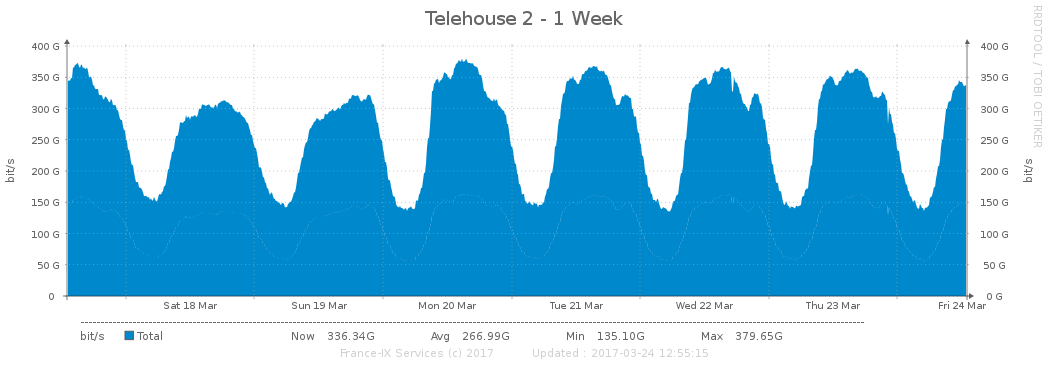 Telehouse 2 - 1 Week
RRDTOOL / TOBI OETIKER
400 G 400 G
350 G 350 G
300 G 300 G
250 G 250 G
200 G 200 G
150 G 150 G
100 G 100 G
50 G 50 G
0 0 G
bit/s bit/s
Sat 18 Mar Sun 19 Mar Mon 20 Mar Tue 21 Mar Wed 22 Mar Thu 23 Mar Fri 24 Mar
bit/s Total Now 336.34G Avg 266.99G Min 135.10G Max 379.65G
France-IX Services (c) 2017 Updated : 2017-03-24 12:55:15